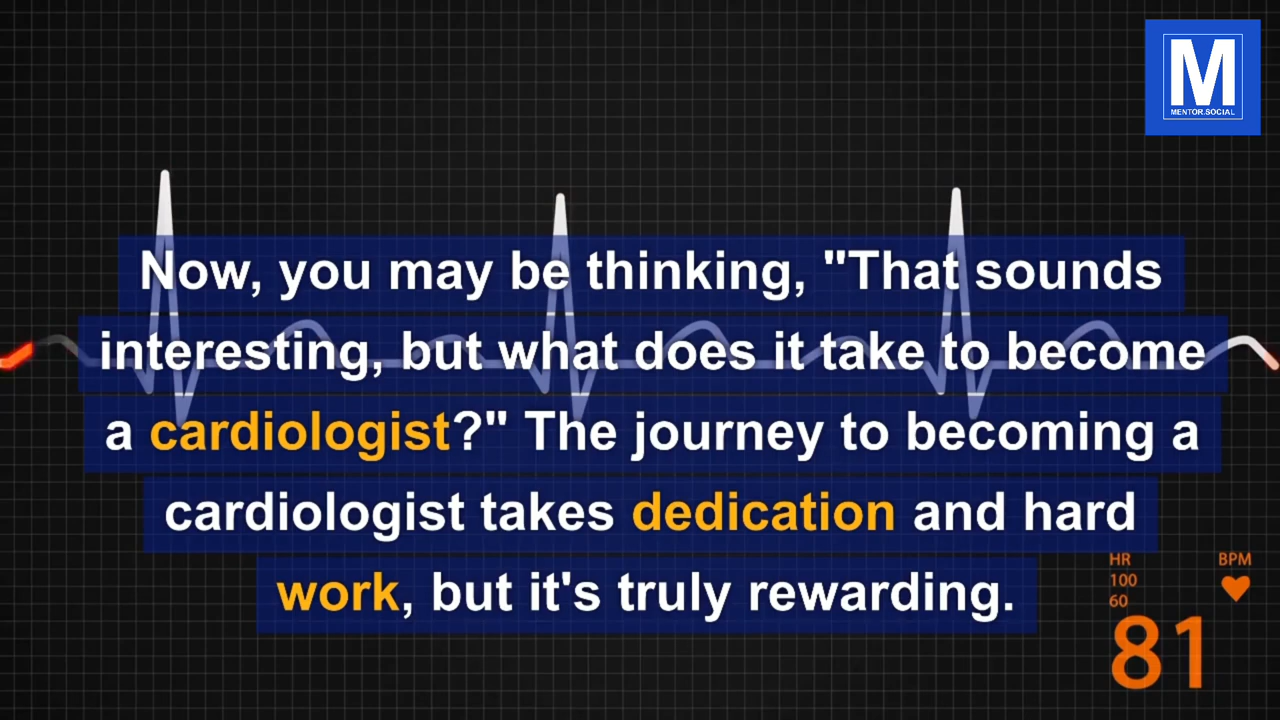 M
MENTOR.SOCIAL
Now, you may be thinking, "That sounds
interesting, but what does it take to become
a cardiologist?" The journey to becoming a
cardiologist takes dedication and hard
work, but it's truly rewarding.
HR BPM
100
60
81